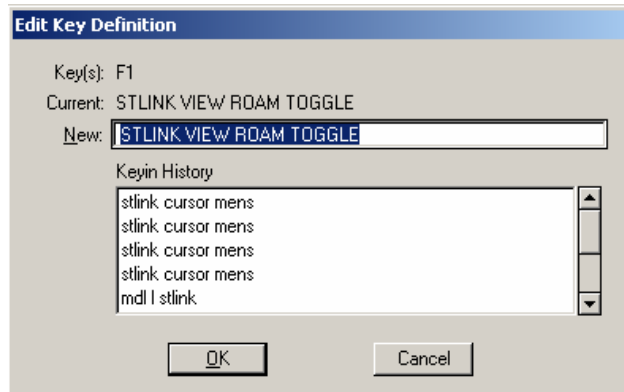 Edit Key Definition
Key(s): F1
Current: STLINK VIEW ROAM TOGGLE
New: STLINK VIEW ROAM TOGGLE
Keyin History
stlink cursor mens
stlink cursor mens
stlink cursor mens
stlink cursor mens
mdl l stlink
OK Cancel